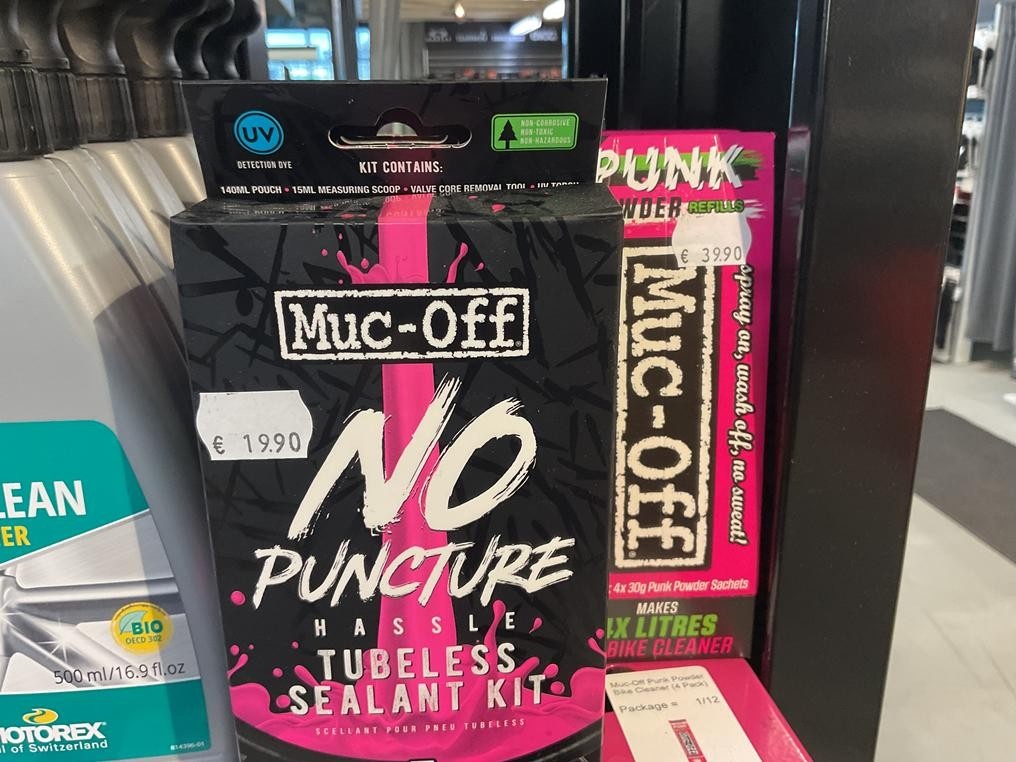 UV
DETECTION DYE
NON-CORROSIVE
NON-TOXIC
NON-HAZARDOUS
KIT CONTAINS:
140ML POUCH • 15ML MEASURING SCOOP • VALVE CORE REMOVAL TOOL • UV TORCH
Muc-Off
€ 19.90
NO
PUNCTURE
HASSLE
TUBELESS
SEALANT KIT
SCELLANT POUR PNEU TUBELESS
PUNK
WDER REFILLS
€ 39.90
Muc-Off
spray on, wash off, no sweat!
: 4x 30g Punk Powder Sachets
MAKES
4X LITRES
BIKE CLEANER
Muc-Off Punk Powder
Bike Cleaner (4 Pack)
Package = 1/12
LEAN
ER
BIO
OECD 302
500 ml/16.9 fl.oz
MOTOREX
Oil of Switzerland